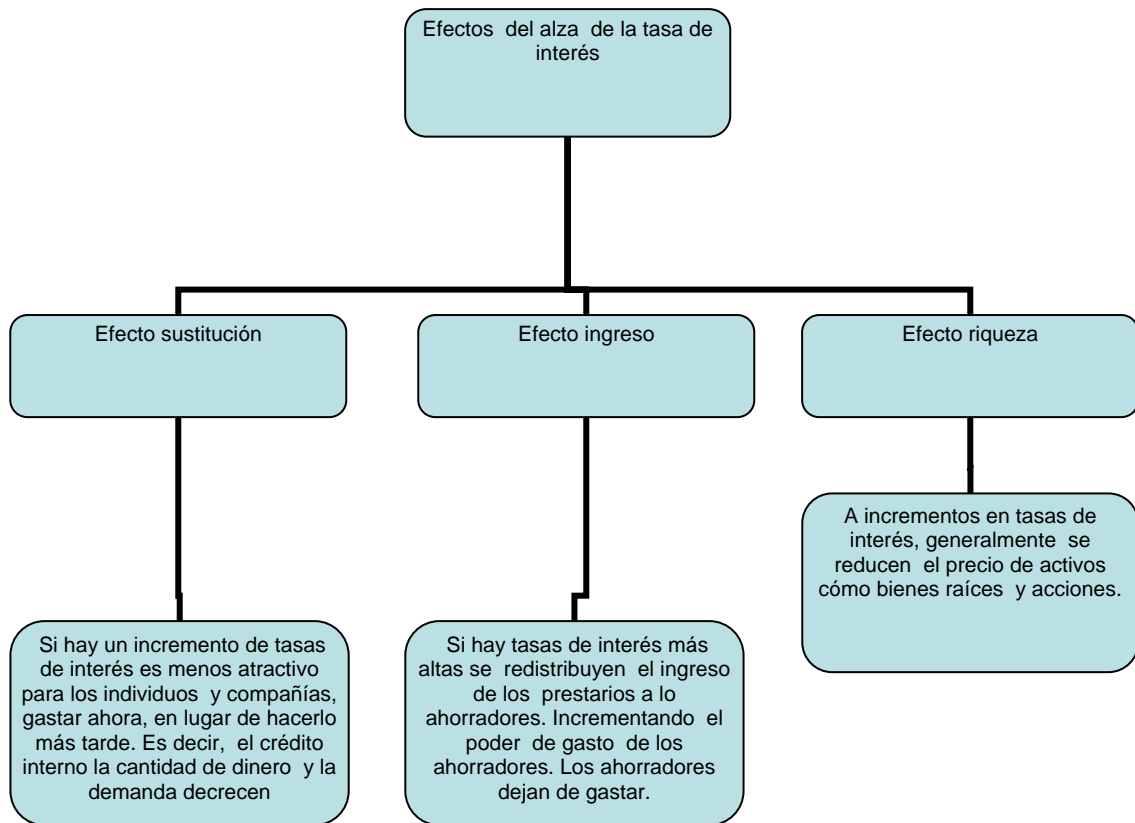 Efectos del alza de la tasa de
interés
Efecto sustitución
Efecto ingreso
Efecto riqueza
Si hay un incremento de tasas
de interés es menos atractivo
para los individuos y compañías,
gastar ahora, en lugar de hacerlo
más tarde. Es decir, el crédito
interno la cantidad de dinero y la
demanda decrecen
Si hay tasas de interés más
altas se redistribuyen el ingreso
de los prestarios a lo
ahorradores. Incrementando el
poder de gasto de los
ahorradores. Los ahorradores
dejan de gastar.
A incrementos en tasas de
interés, generalmente se
reducen el precio de activos
cómo bienes raíces y acciones.